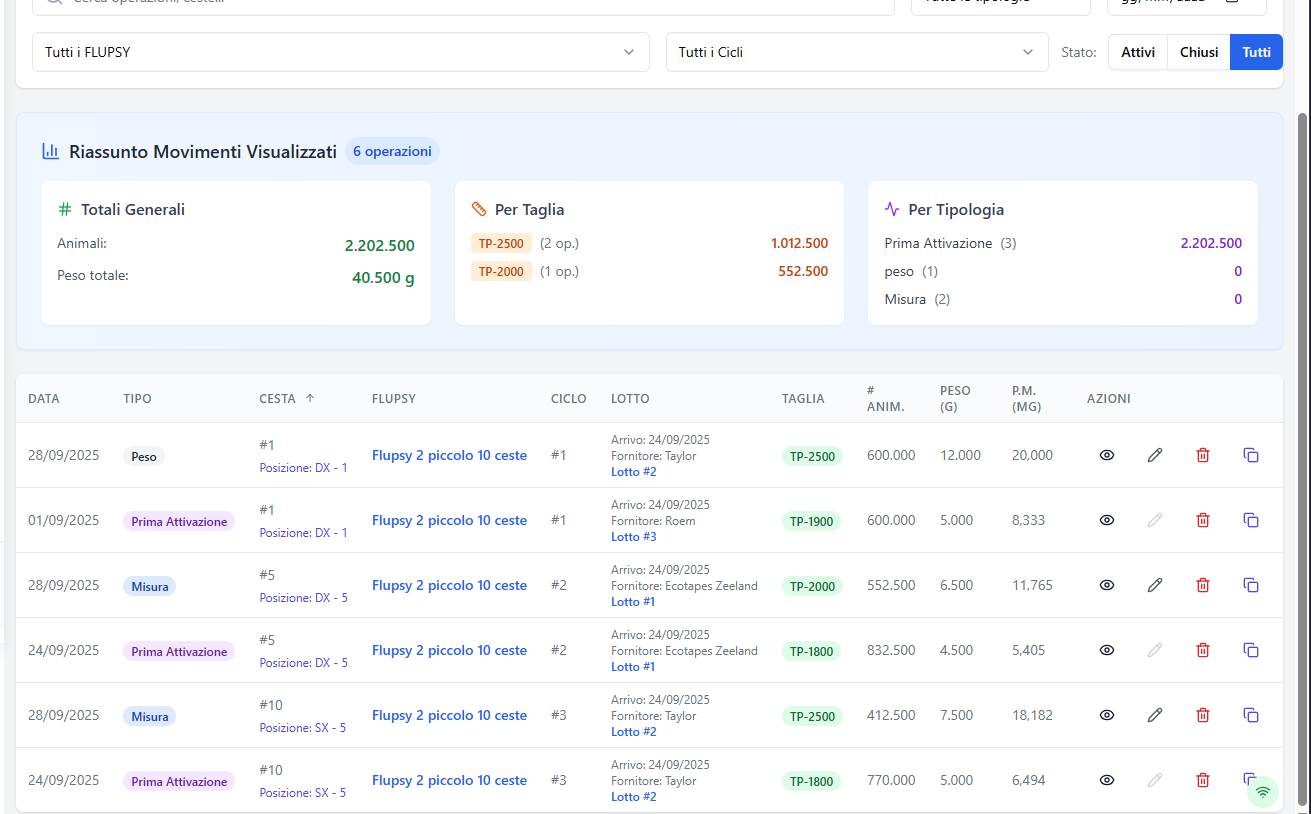 Tutti i FLUPSY
Tutti i Cicli
Stato:
Attivi
Chiusi
Tutti
Riassunto Movimenti Visualizzati
6 operazioni
Totali Generali
Animali:
2.202.500
Peso totale:
40.500 g
Per Taglia
TP-2500 (2 op.) 1.012.500
TP-2000 (1 op.) 552.500
Per Tipologia
Prima Attivazione (3) 2.202.500
peso (1) 0
Misura (2) 0
DATA TIPO CESTA FLUPSY CICLO LOTTO TAGLIA # ANIM. PESO (G) P.M. (MG) AZIONI
28/09/2025
Peso
#1
Posizione: DX - 1
Flupsy 2 piccolo 10 ceste
#1
Arrivo: 24/09/2025
Fornitore: Taylor
Lotto #2
TP-2500
600.000
12.000
20,000
01/09/2025
Prima Attivazione
#1
Posizione: DX - 1
Flupsy 2 piccolo 10 ceste
#1
Arrivo: 24/09/2025
Fornitore: Roem
Lotto #3
TP-1900
600.000
5.000
8,333
28/09/2025
Misura
#5
Posizione: DX - 5
Flupsy 2 piccolo 10 ceste
#2
Arrivo: 24/09/2025
Fornitore: Ecotapes Zeeland
Lotto #1
TP-2000
552.500
6.500
11,765
24/09/2025
Prima Attivazione
#5
Posizione: DX - 5
Flupsy 2 piccolo 10 ceste
#2
Arrivo: 24/09/2025
Fornitore: Ecotapes Zeeland
Lotto #1
TP-1800
832.500
4.500
5,405
28/09/2025
Misura
#10
Posizione: SX - 5
Flupsy 2 piccolo 10 ceste
#3
Arrivo: 24/09/2025
Fornitore: Taylor
Lotto #2
TP-2500
412.500
7.500
18,182
24/09/2025
Prima Attivazione
#10
Posizione: SX - 5
Flupsy 2 piccolo 10 ceste
#3
Arrivo: 24/09/2025
Fornitore: Taylor
Lotto #2
TP-1800
770.000
5.000
6,494